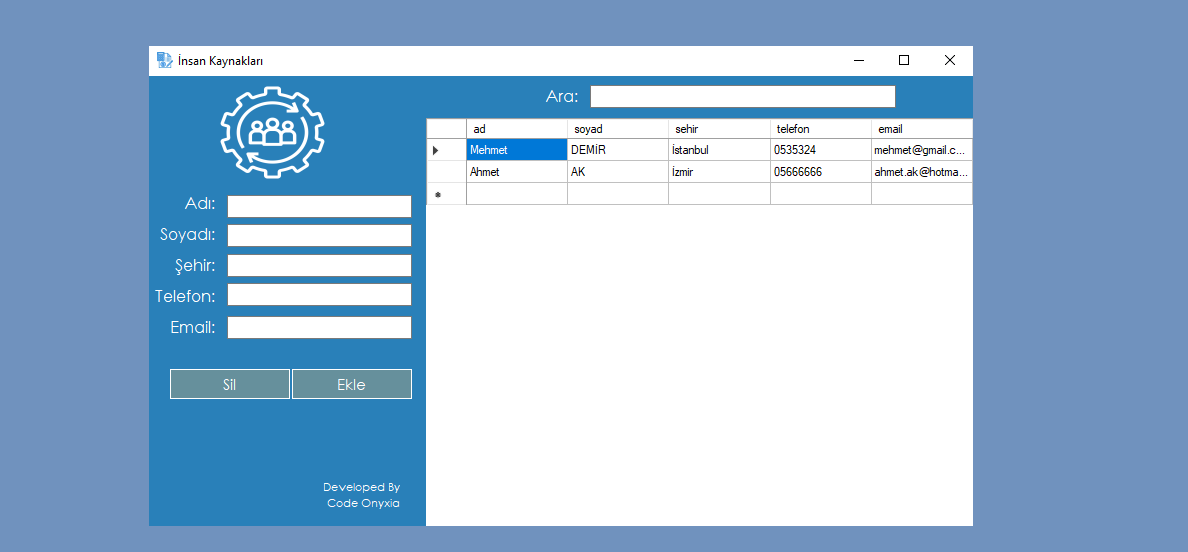 İnsan Kaynakları
Ara:
ad soyad sehir telefon email
Mehmet DEMİR İstanbul 0535324 mehmet@gmail.c...
Ahmet AK İzmir 05666666 ahmet.ak@hotma...
Adı:
Soyadı:
Şehir:
Telefon:
Email:
Sil Ekle
Developed By
Code Onyxia